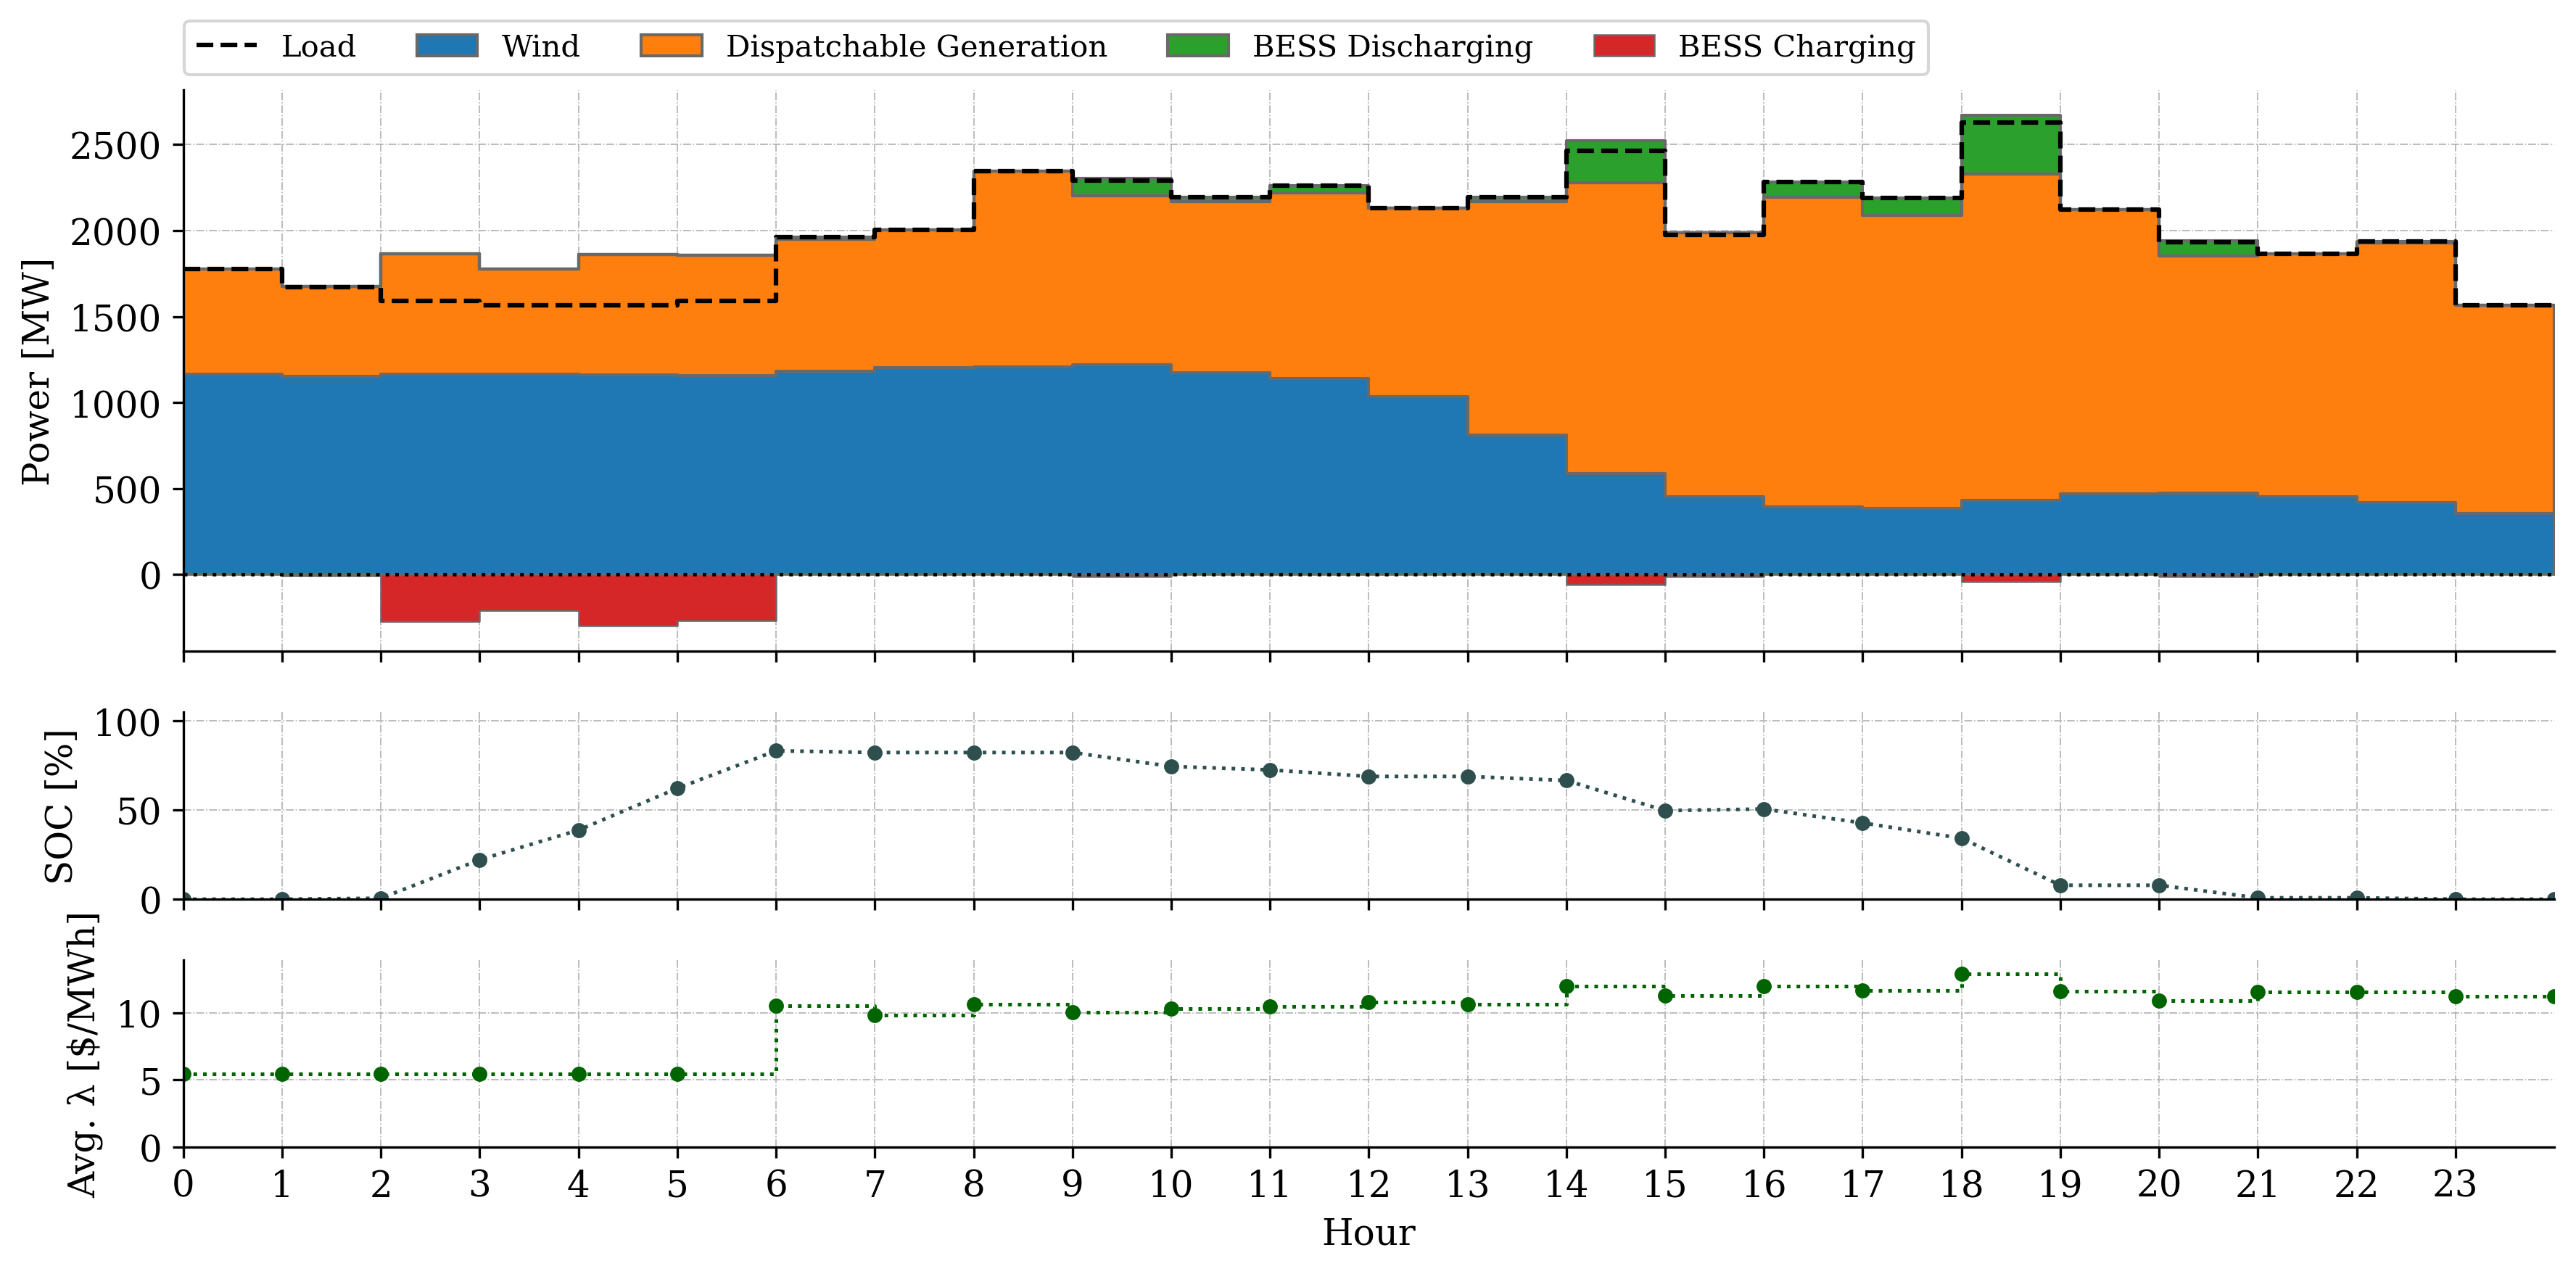 Load Wind Dispatchable Generation BESS Discharging BESS Charging
Power [MW]
2500
2000
1500
1000
500
0
SOC [%]
100
50
0
Avg. λ [$/MWh]
10
5
0
0 1 2 3 4 5 6 7 8 9 10 11 12 13 14 15 16 17 18 19 20 21 22 23
Hour